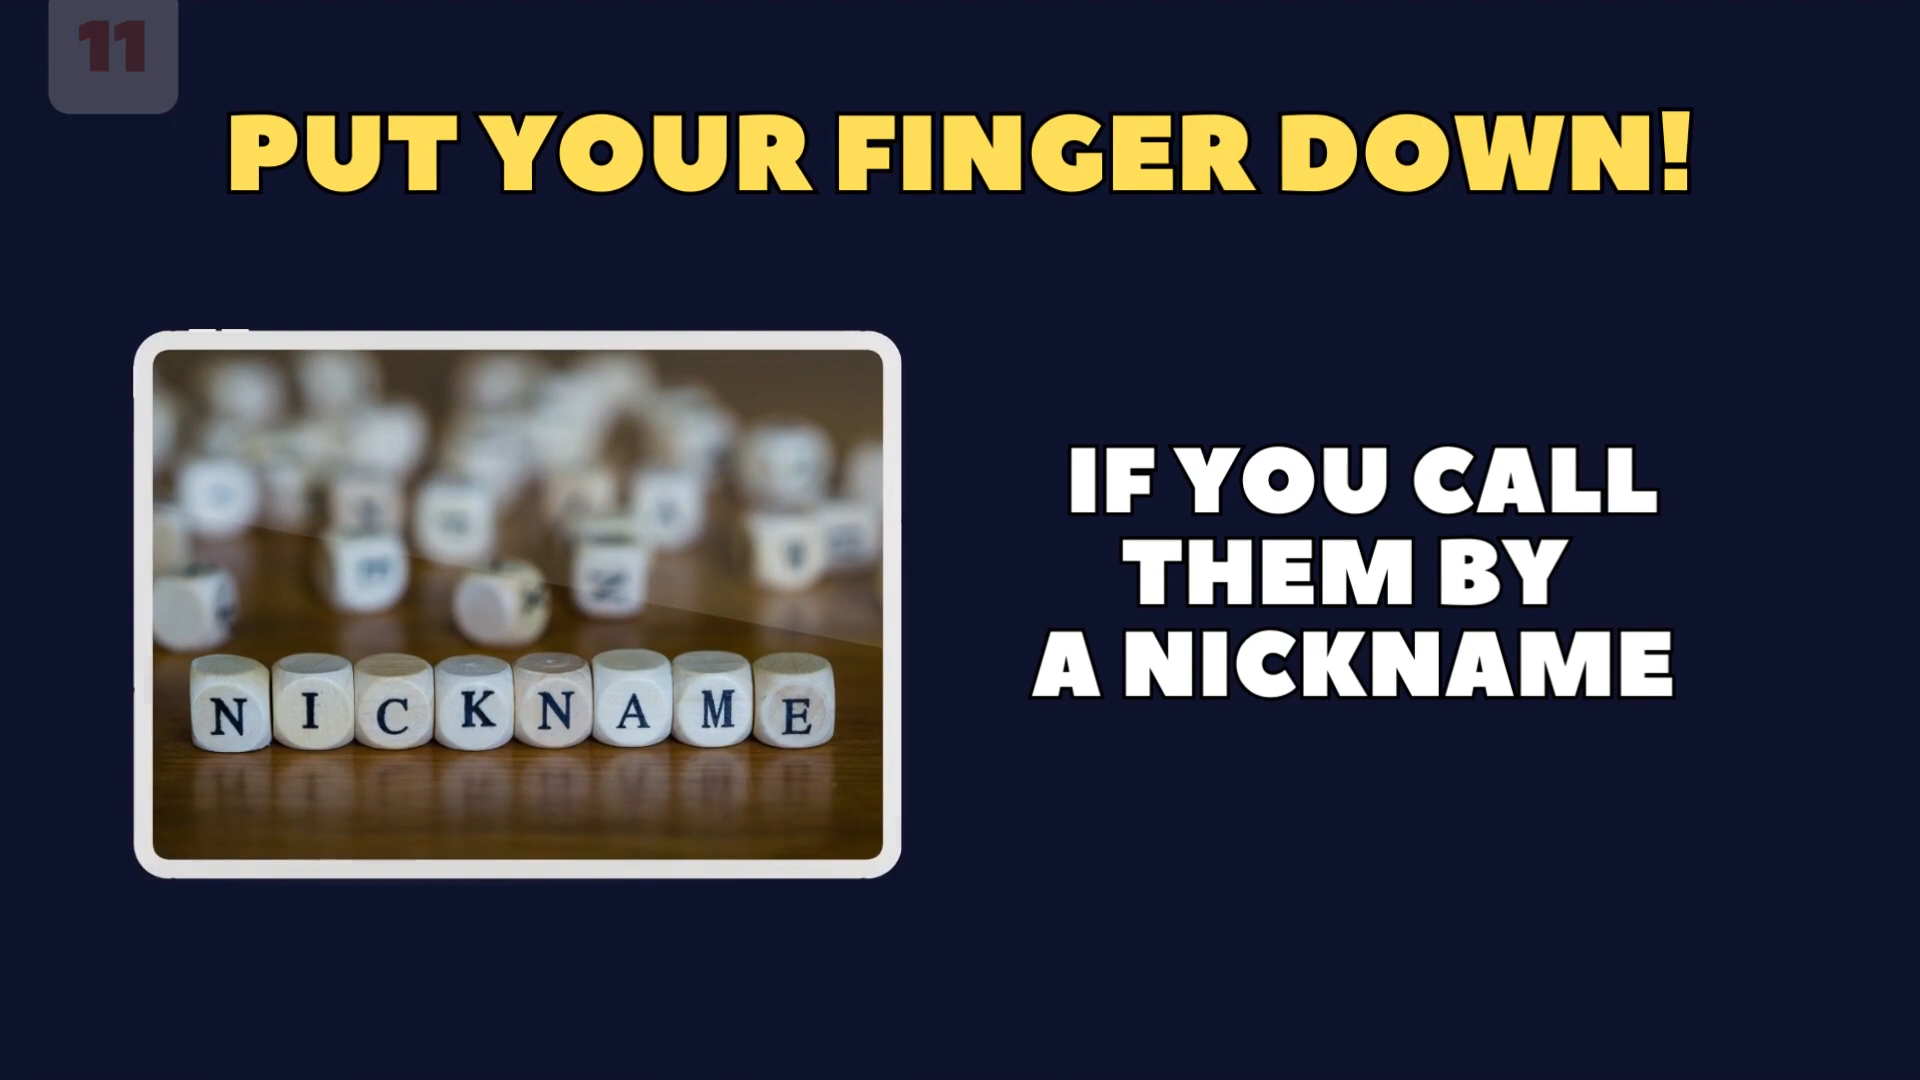 11
PUT YOUR FINGER DOWN!
IF YOU CALL
THEM BY
A NICKNAME
NICKNAME